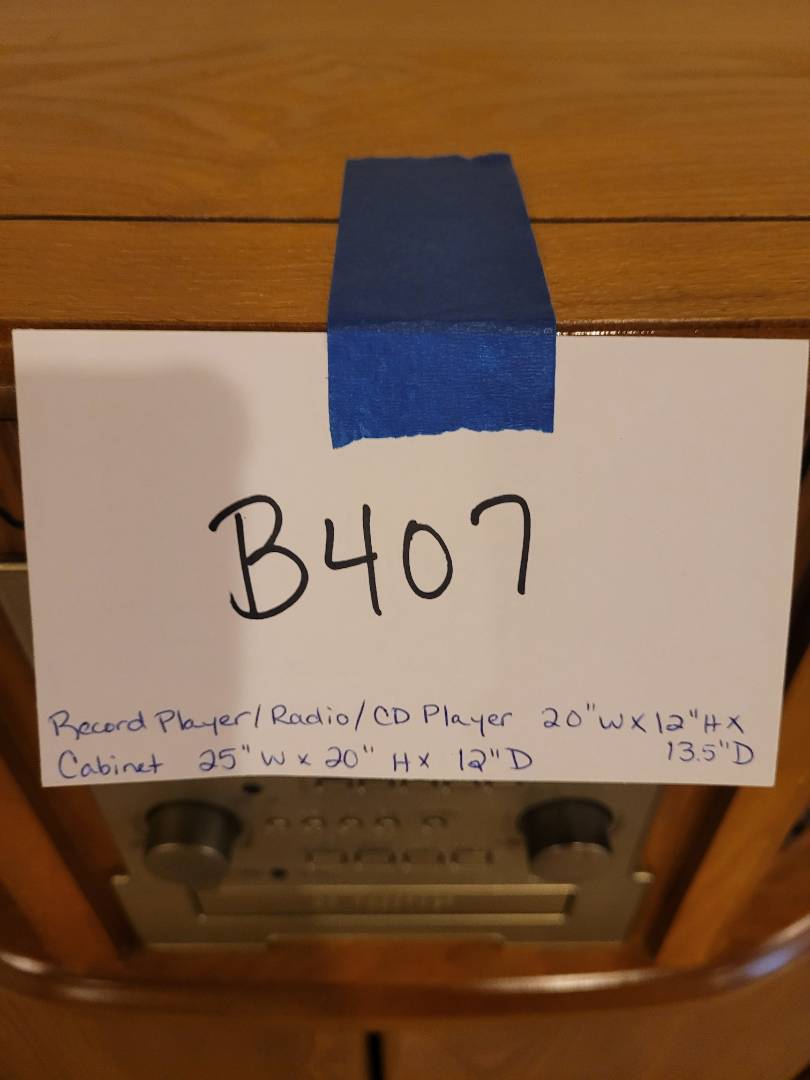 B407
Record Player/Radio/CD Player 20"W x 12"H x
13.5"D
Cabinet 25"W x 20" H x 12"D